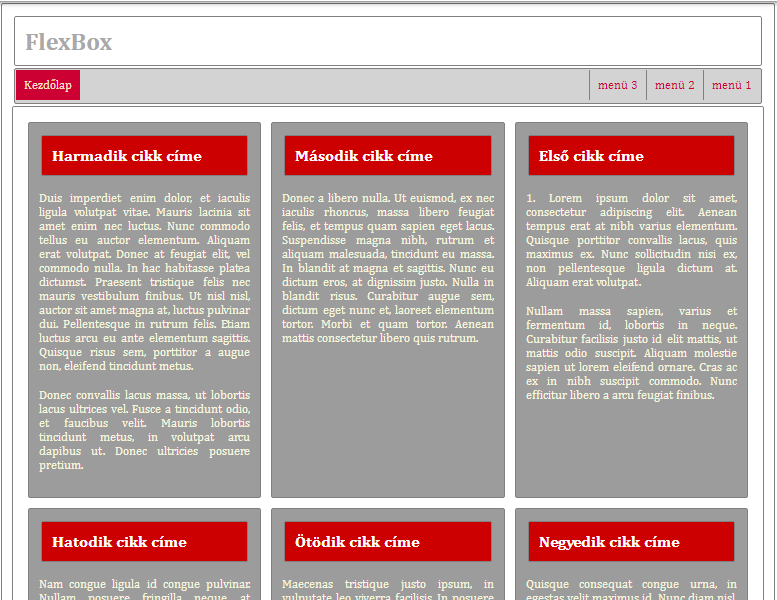 FlexBox
Kezdőlap
menü 3
menü 2
menü 1
Harmadik cikk címe
Duis imperdiet enim dolor, et iaculis
ligula volutpat vitae. Mauris lacinia sit
amet enim nec luctus. Nunc commodo
tellus eu auctor elementum. Aliquam
erat volutpat. Donec at feugiat elit, vel
commodo nulla. In hac habitasse platea
dictumst. Praesent tristique felis nec
mauris vestibulum finibus. Ut nisl nisl,
auctor sit amet magna at, luctus pulvinar
dui. Pellentesque in rutrum felis. Etiam
luctus arcu eu ante elementum sagittis.
Quisque risus sem, porttitor a augue
non, eleifend tincidunt metus.
Donec convallis lacus massa, ut lobortis
lacus ultrices vel. Fusce a tincidunt odio,
et faucibus velit. Mauris lobortis
tincidunt metus, in volutpat arcu
dapibus ut. Donec ultricies posuere
pretium.
Második cikk címe
Donec a libero nulla. Ut euismod, ex nec
iaculis rhoncus, massa libero feugiat
felis, et tempus quam sapien eget lacus.
Suspendisse magna nibh, rutrum et
aliquam malesuada, tincidunt eu massa.
In blandit at magna et sagittis. Nunc eu
dictum eros, at dignissim justo. Nulla in
blandit risus. Curabitur augue sem,
dictum eget nunc et, laoreet elementum
tortor. Morbi et quam tortor. Aenean
mattis consectetur libero quis rutrum.
Első cikk címe
1. Lorem ipsum dolor sit amet,
consectetur adipiscing elit. Aenean
tempus erat at nibh varius elementum.
Quisque porttitor convallis lacus, quis
maximus ex. Nunc sollicitudin nisi ex,
non pellentesque ligula dictum at.
Aliquam erat volutpat.
Nullam massa sapien, varius et
fermentum id, lobortis in neque.
Curabitur facilisis justo id elit mattis, ut
mattis odio suscipit. Aliquam molestie
sapien ut lorem eleifend ornare. Cras ac
ex in nibh suscipit commodo. Nunc
efficitur libero a arcu feugiat finibus.
Hatodik cikk címe
Nam congue ligula id congue pulvinar.
Nullam posuere fringilla neque at
Ötödik cikk címe
Maecenas tristique justo ipsum, in
vulputate leo viverra facilisis. In posuere
Negyedik cikk címe
Quisque consequat congue urna, in
egestas velit maximus id. Nunc diam nisl,